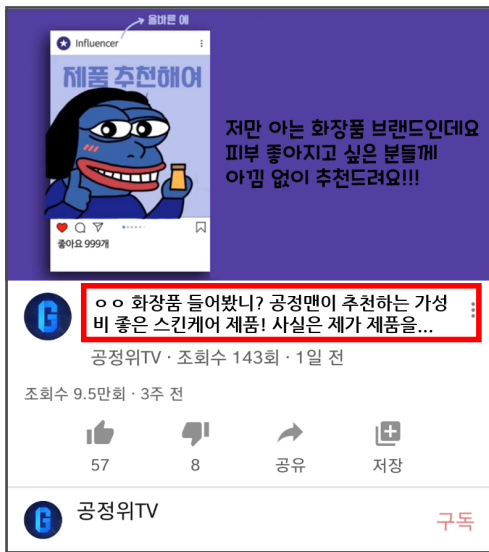 올바른 예
Influencer
제품 추천해여
좋아요 999개
저만 아는 화장품 브랜드인데요
피부 좋아지고 싶은 분들께
아낌 없이 추천드려요!!!
G
ㅇㅇ 화장품 들어봤니? 공정맨이 추천하는 가성
비 좋은 스킨케어 제품! 사실은 제가 제품을...
공정위TV · 조회수 143회 · 1일 전
조회수 9.5만회 · 3주 전
57
8
공유
저장
G
공정위TV
구독